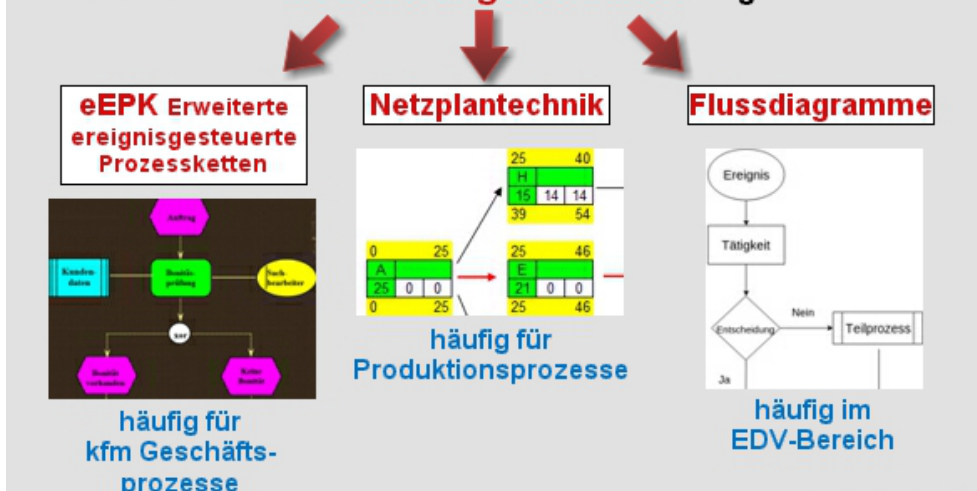 eEPK Erweiterte
ereignisgesteuerte
Prozessketten
Auftrag
Kunden-
daten
Bonitäts-
prüfung
Sach-
bearbeiter
xor
Bonität
vorhanden
Keine
Bonität
häufig für
kfm Geschäfts-
prozesse
Netzplantechnik
25 40
H
15 14 14
39 54
0 25
A
25 0 0
0 25
25 46
E
21 0 0
25 46
häufig für
Produktionsprozesse
Flussdiagramme
Ereignis
Tätigkeit
Entscheidung
Nein
Teilprozess
Ja
häufig im
EDV-Bereich